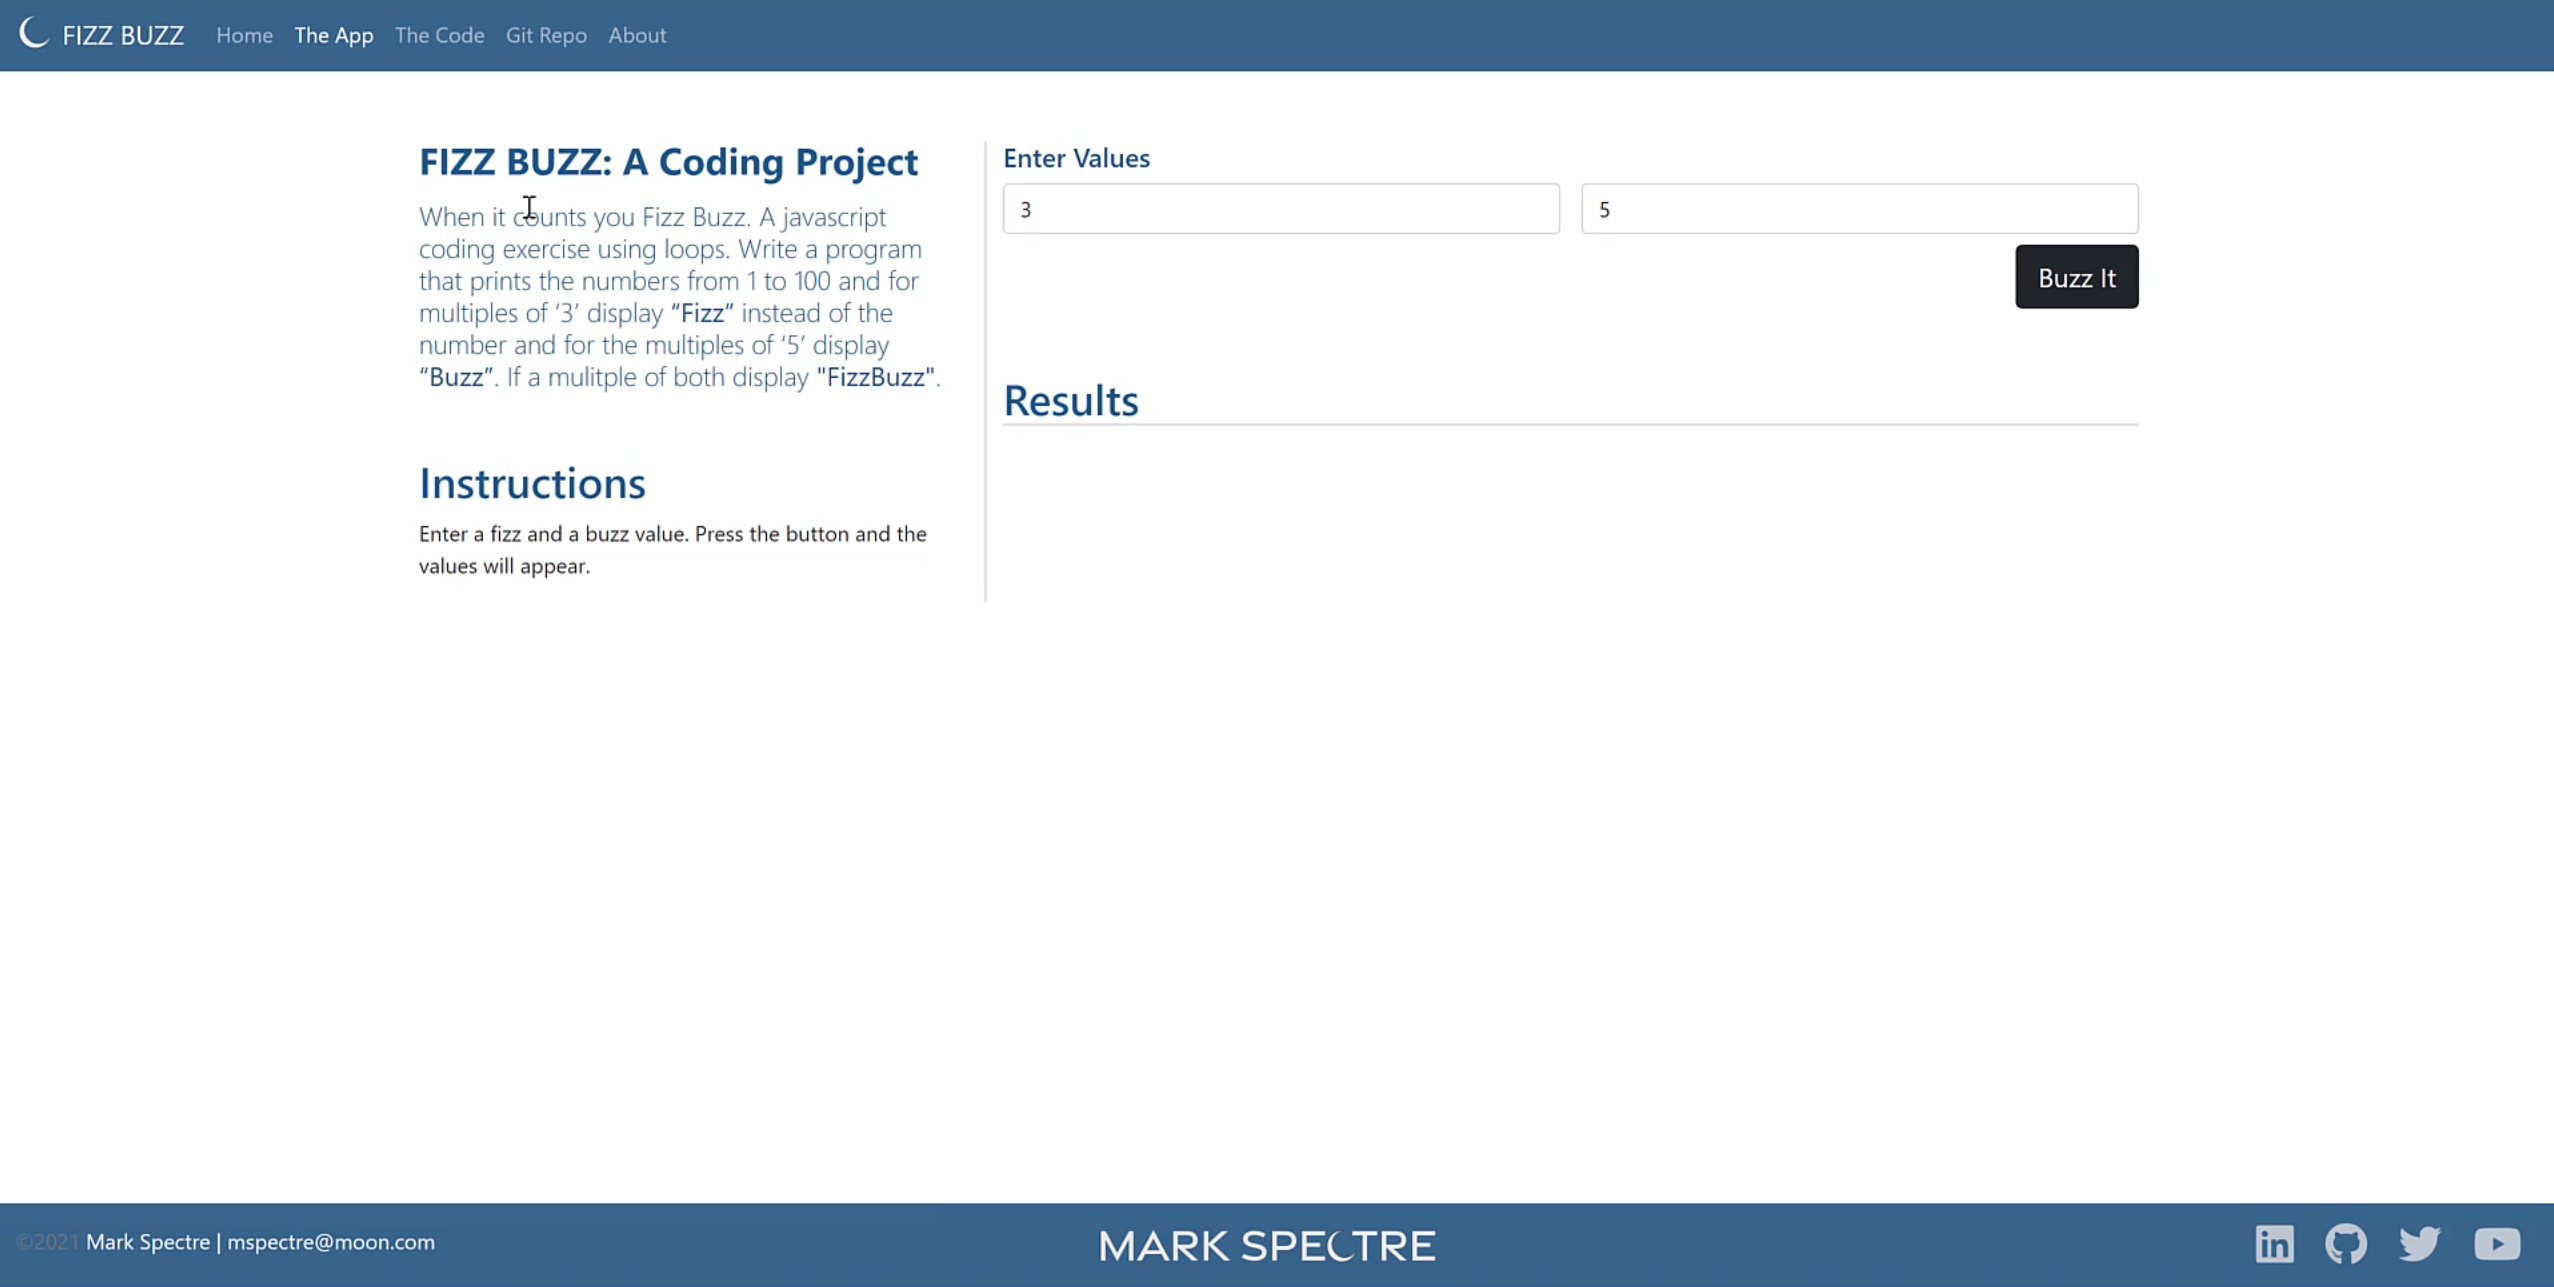 FIZZ BUZZ Home The App The Code Git Repo About
FIZZ BUZZ: A Coding Project
When it counts you Fizz Buzz. A javascript
coding exercise using loops. Write a program
that prints the numbers from 1 to 100 and for
multiples of ‘3’ display “Fizz” instead of the
number and for the multiples of ‘5’ display
“Buzz”. If a mulitple of both display "FizzBuzz".
Instructions
Enter a fizz and a buzz value. Press the button and the
values will appear.
Enter Values
3 5
Buzz It
Results
©2021 Mark Spectre | mspectre@moon.com
MARK SPECTRE
in